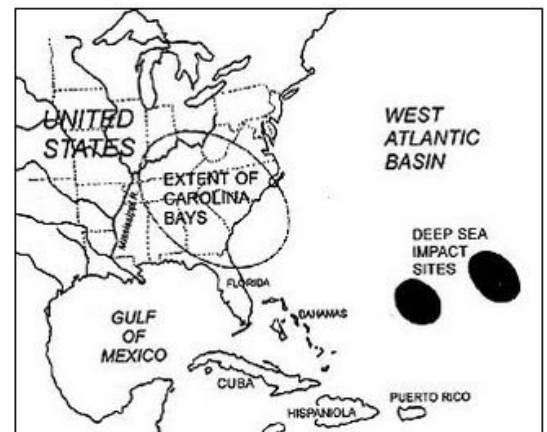 UNITED
STATES
WEST
ATLANTIC
BASIN
EXTENT OF
CAROLINA
BAYS
MISSISSIPPI R.
DEEP SEA
IMPACT
SITES
FLORIDA
BAHAMAS
GULF
OF
MEXICO
CUBA
HISPANIOLA
PUERTO RICO